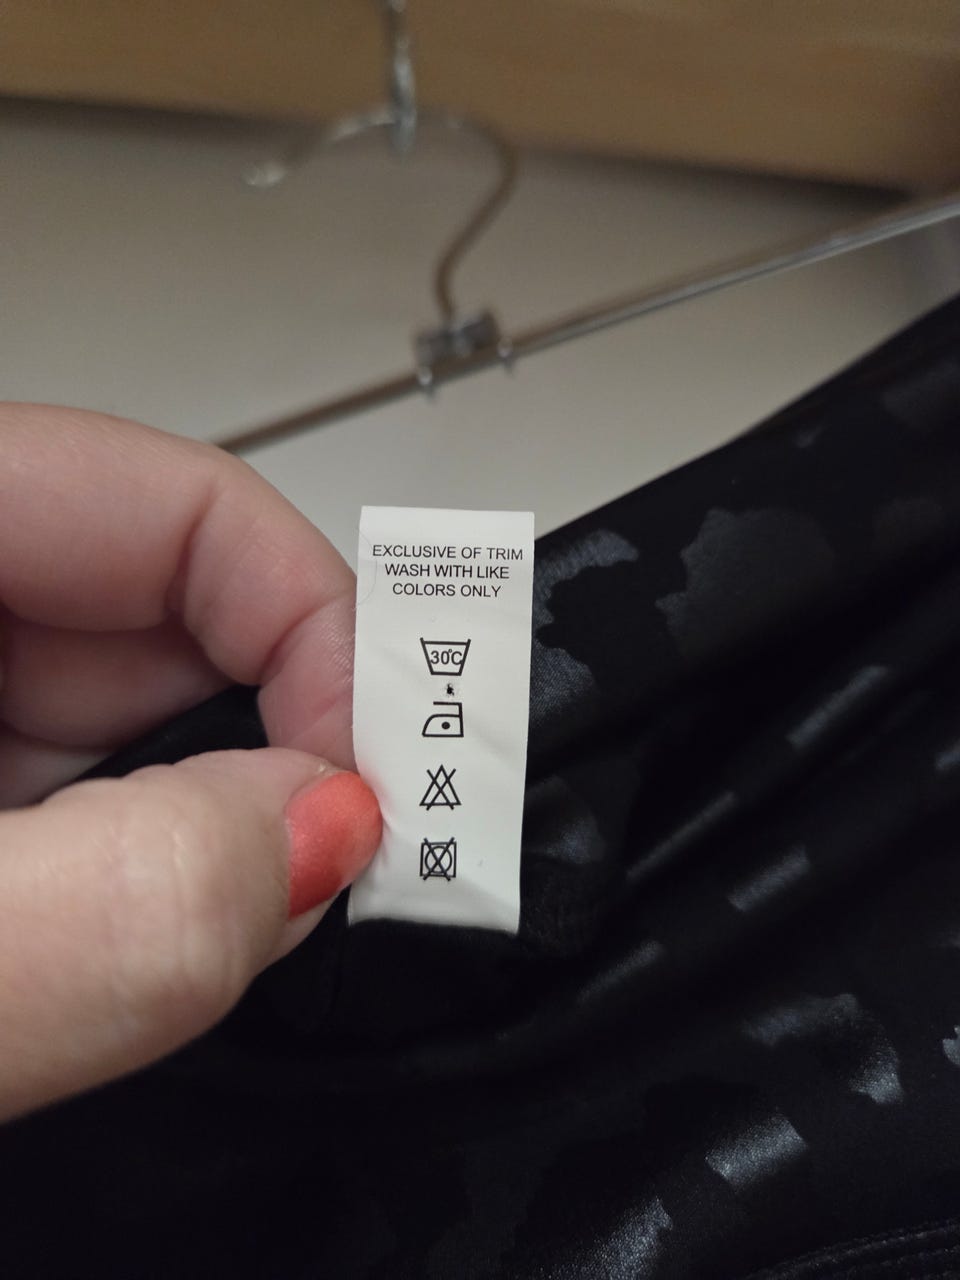 EXCLUSIVE OF TRIM
WASH WITH LIKE
COLORS ONLY
30°C